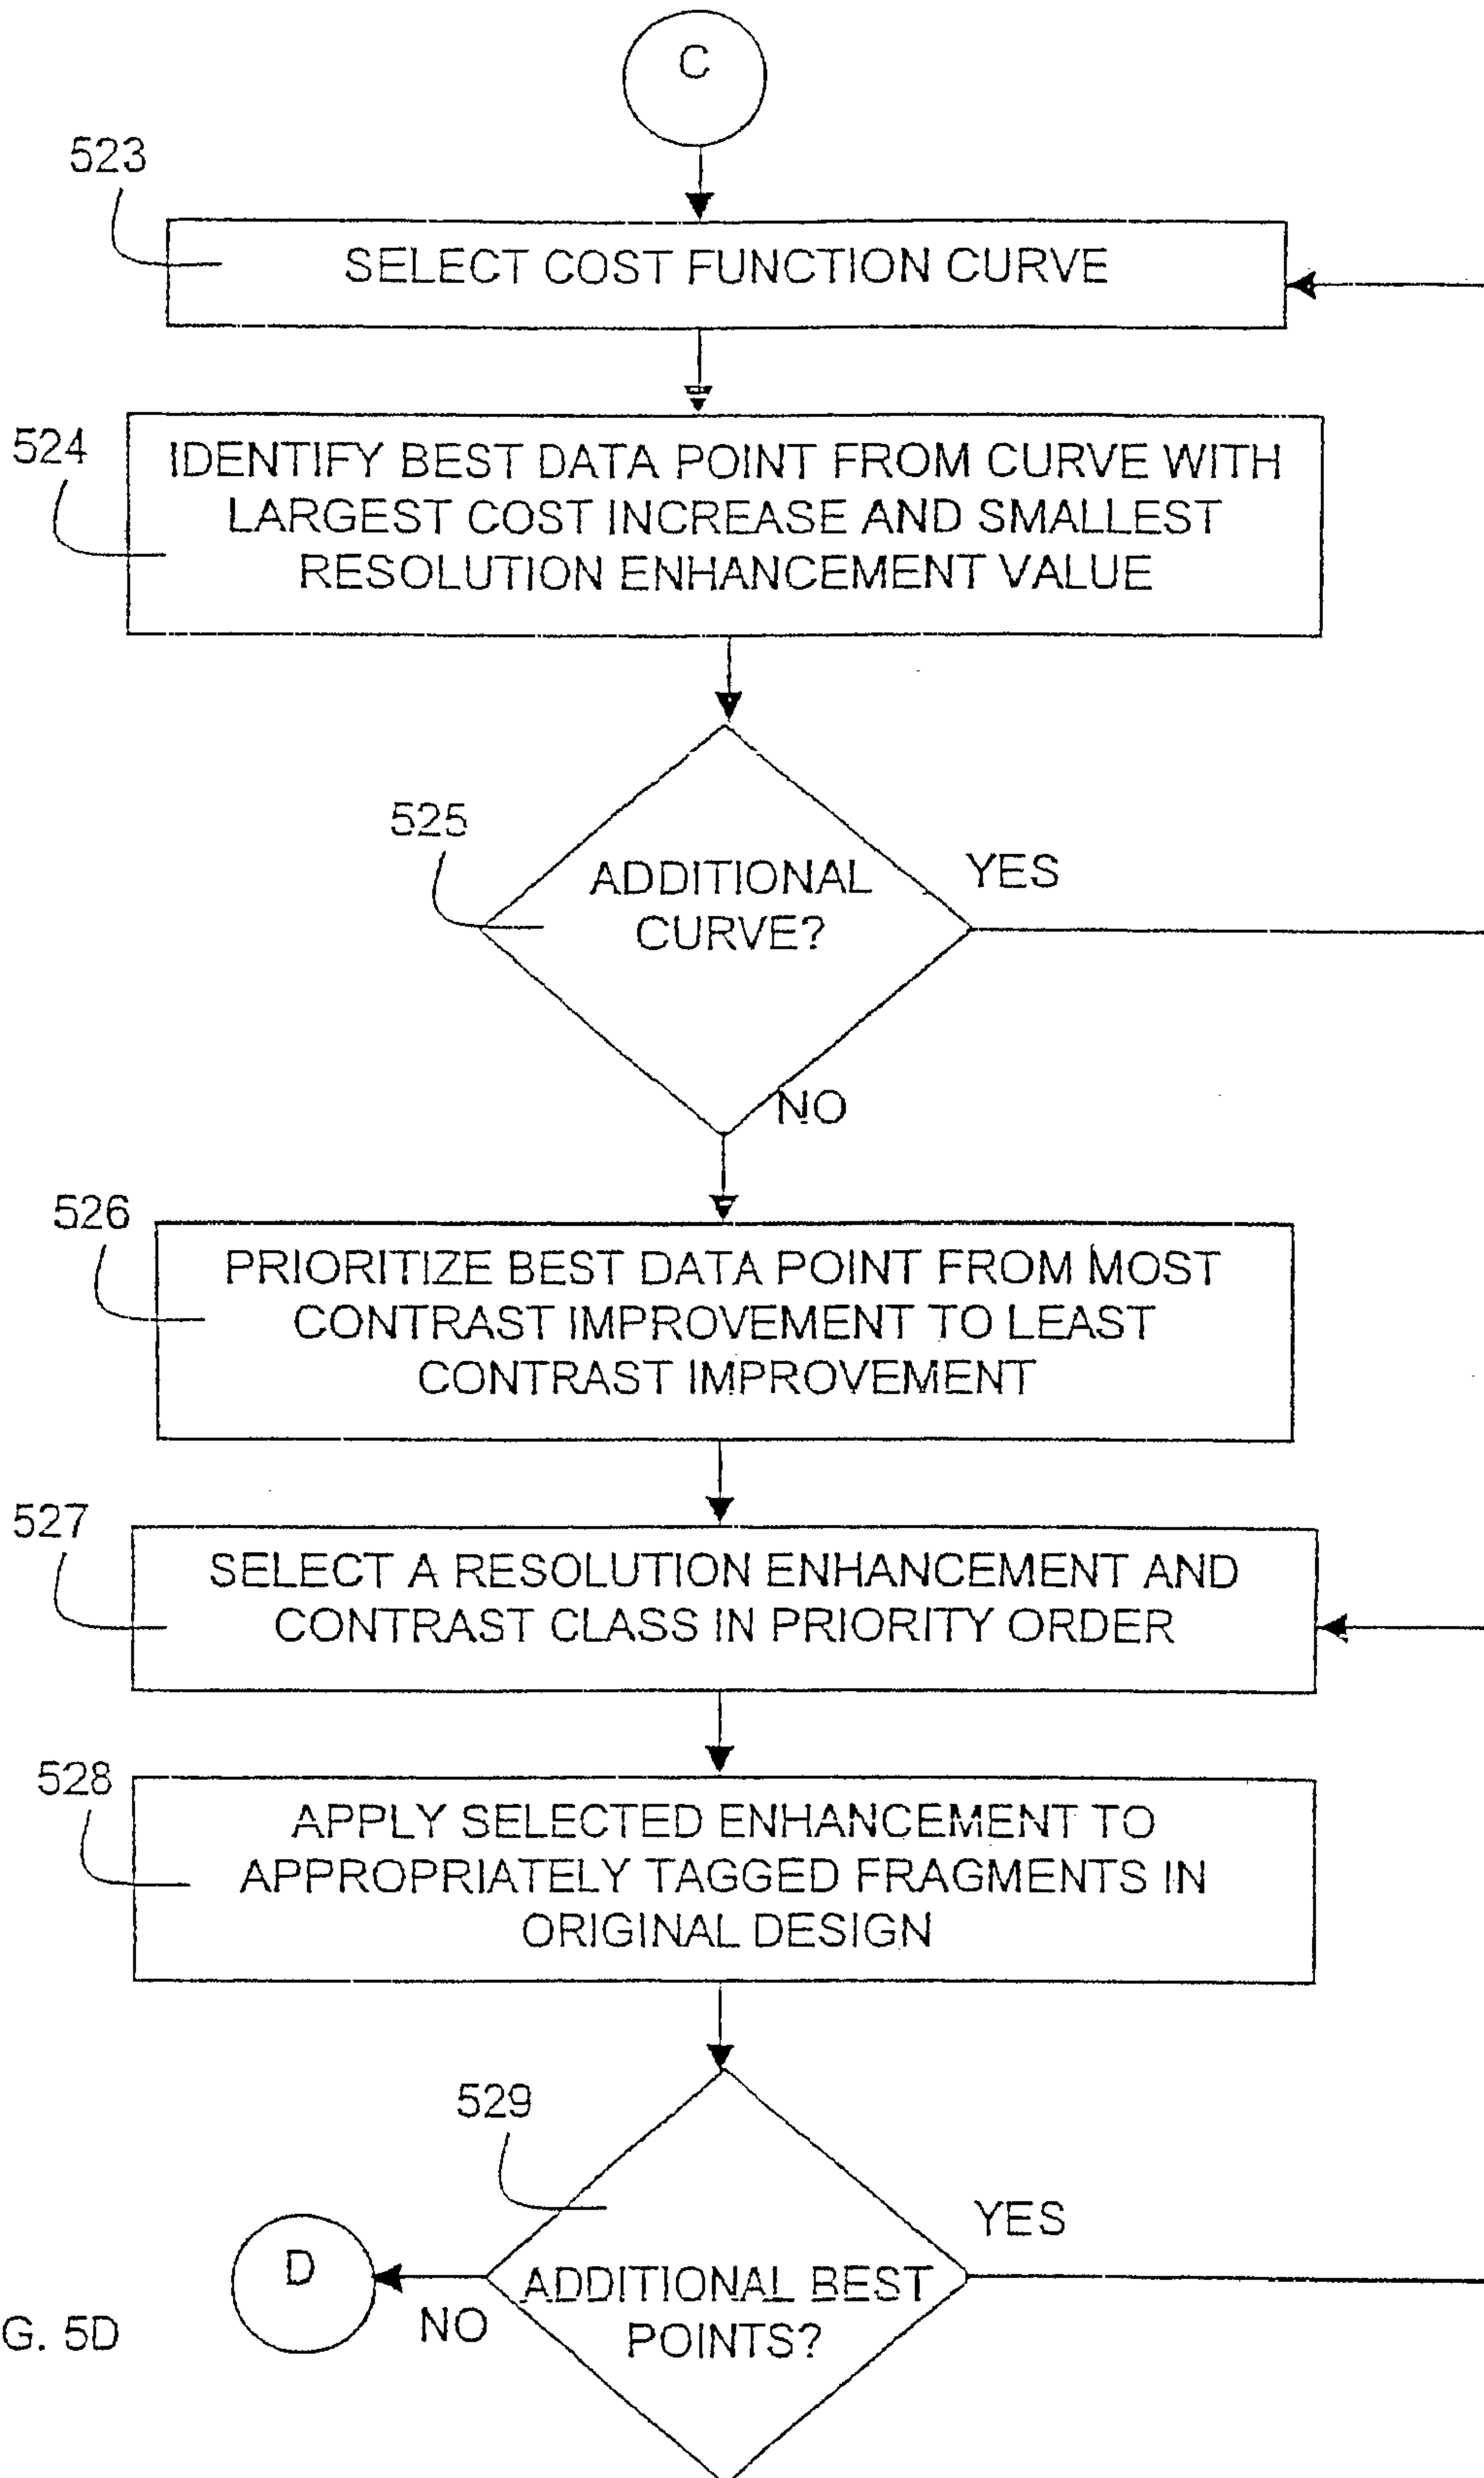 C
523
SELECT COST FUNCTION CURVE
524
IDENTIFY BEST DATA POINT FROM CURVE WITH
LARGEST COST INCREASE AND SMALLEST
RESOLUTION ENHANCEMENT VALUE
525
ADDITIONAL
CURVE?
YES
NO
526
PRIORITIZE BEST DATA POINT FROM MOST
CONTRAST IMPROVEMENT TO LEAST
CONTRAST IMPROVEMENT
527
SELECT A RESOLUTION ENHANCEMENT AND
CONTRAST CLASS IN PRIORITY ORDER
528
APPLY SELECTED ENHANCEMENT TO
APPROPRIATELY TAGGED FRAGMENTS IN
ORIGINAL DESIGN
529
YES
D
ADDITIONAL BEST
POINTS?
NO
G. 5D